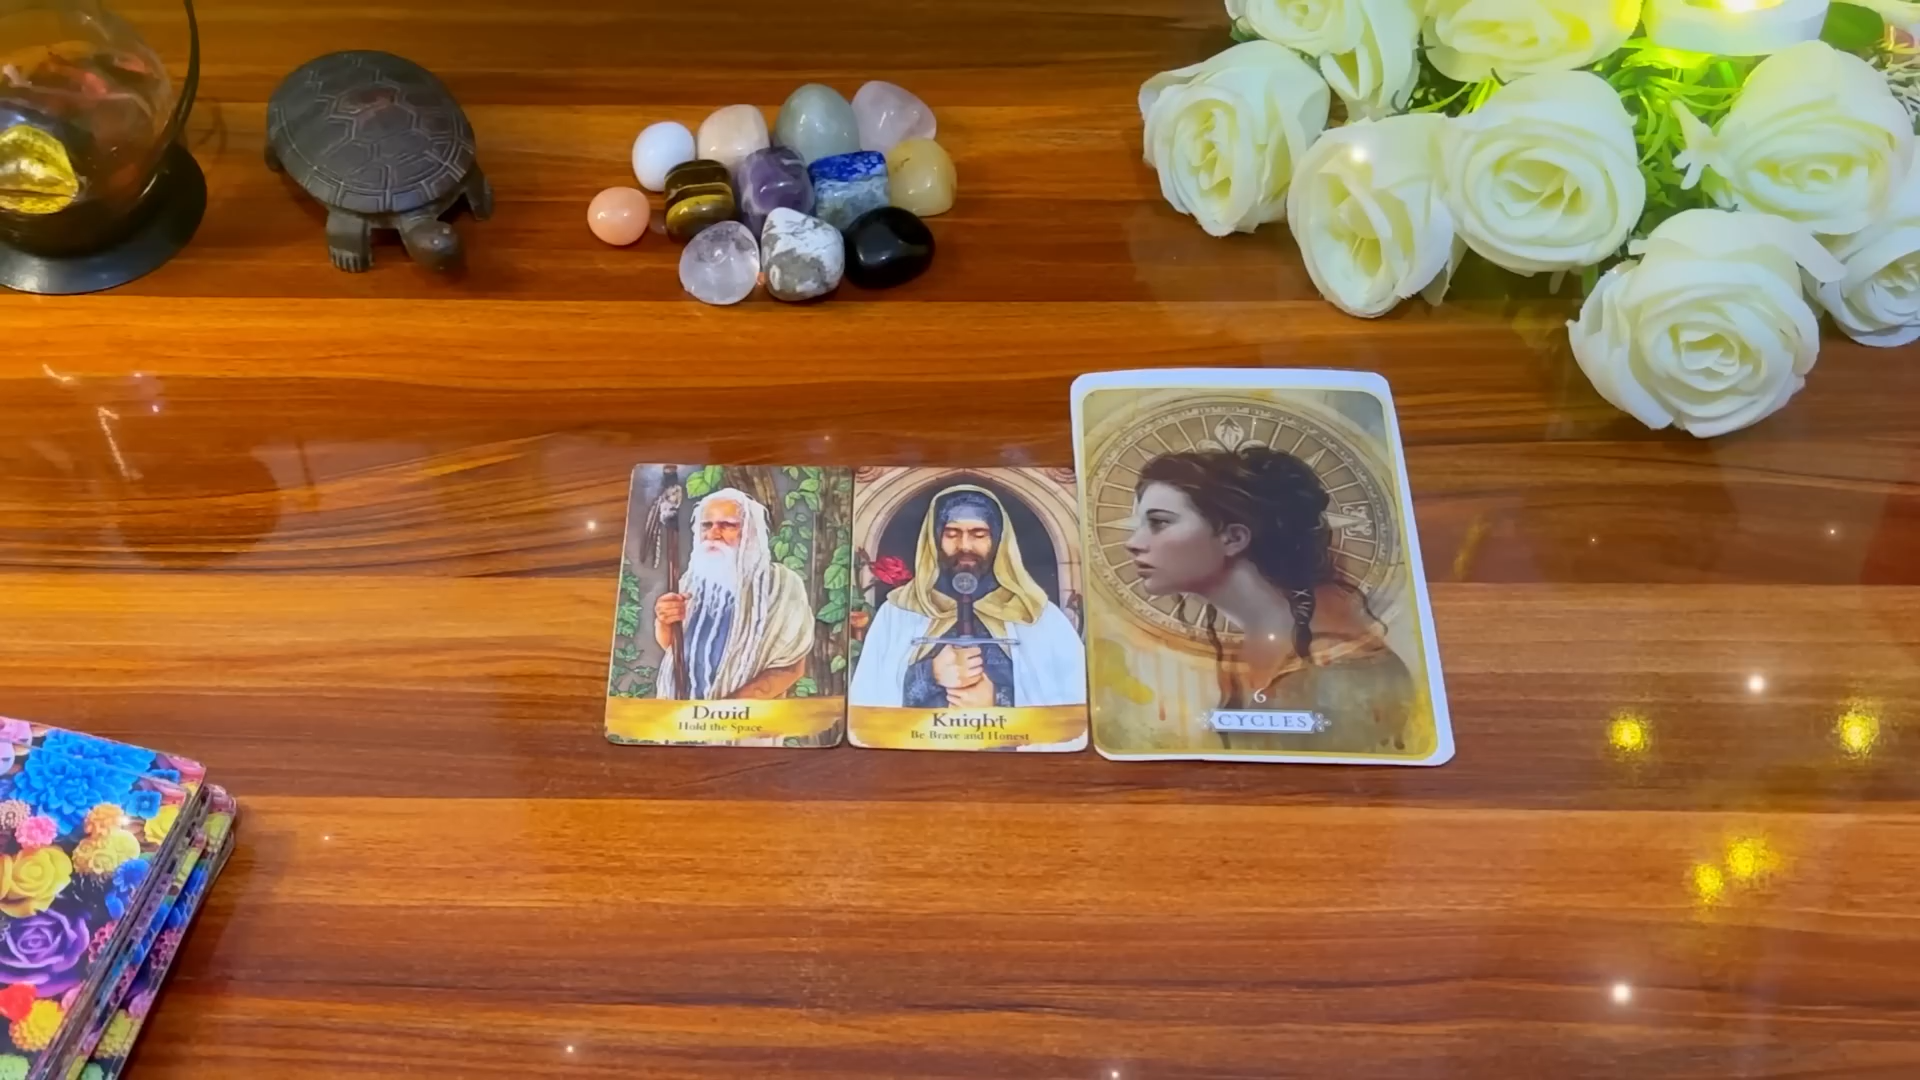 Druid
Hold the Space
Knight
Be Brave and Honest
6
CYCLES